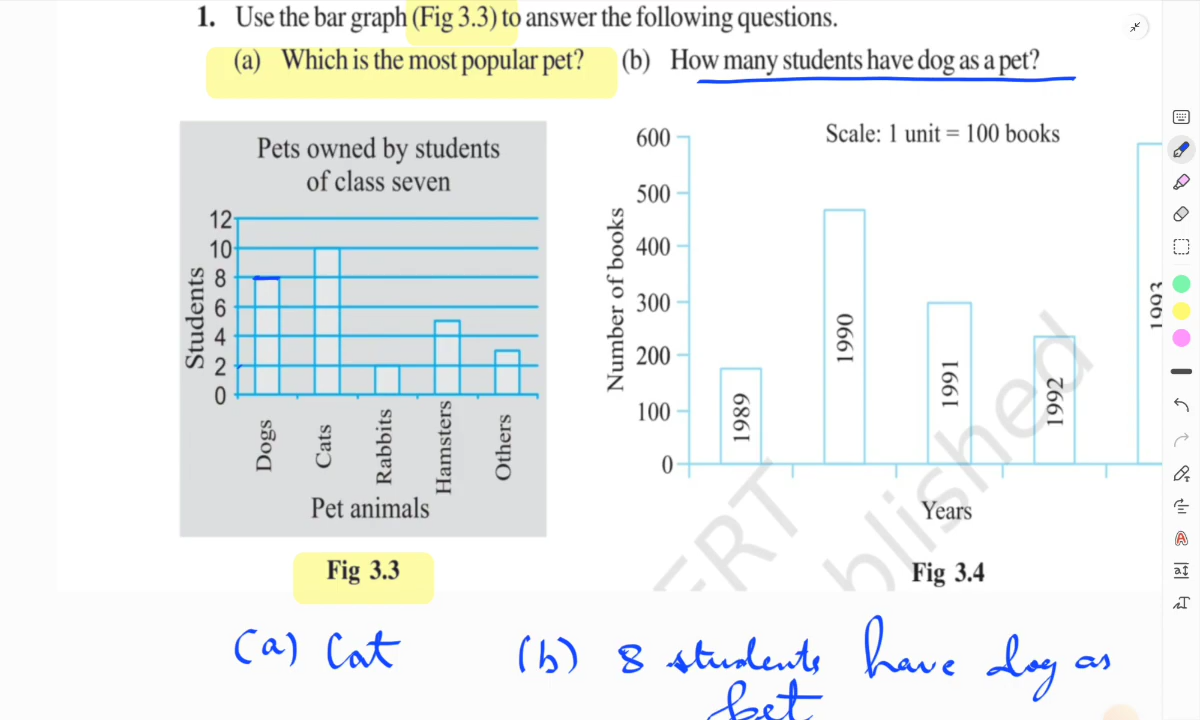 1. Use the bar graph (Fig 3.3) to answer the following questions.
(a) Which is the most popular pet? (b) How many students have dog as a pet?
Pets owned by students
of class seven
12
10
8
6
4
2
0
Students
Dogs
Cats
Rabbits
Hamsters
Others
Pet animals
Fig 3.3
Scale: 1 unit = 100 books
600
500
400
300
200
100
0
Number of books
1989
1990
1991
1992
1993
Years
Fig 3.4
ERT
blished
(a) Cat (b) 8 students have dog as
pet